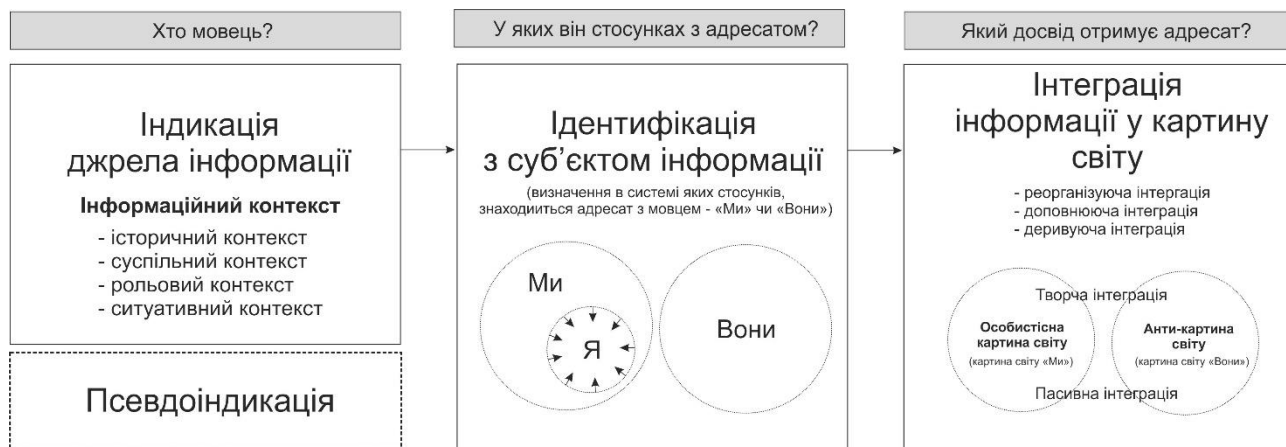 Хто мовець?
Індикація
джрела інформації
Інформаційний контекст
- історичний контекст
- суспільний контекст
- рольовий контекст
- ситуативний контекст
Псевдоіндикація
У яких він стосунках з адресатом?
Ідентифікація
з суб’єктом інформації
(визначення в системі яких стосунків,
знаходииться адресат з мовцем - «Ми» чи «Вони»)
Ми
Я
Вони
Який досвід отримує адресат?
Інтеграція
інформації у картину
світу
- реорганізуюча інтергація
- доповнююча інтеграція
- деривуюча інтеграція
Творча інтеграція
Особистісна
картина світу
(картина світу «Ми»)
Анти-картина
світу
(картина світу «Вони»)
Пасивна інтеграція